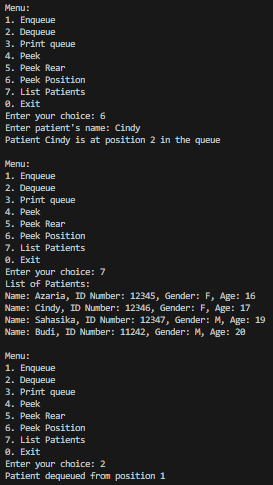 Menu:
1. Enqueue
2. Dequeue
3. Print queue
4. Peek
5. Peek Rear
6. Peek Position
7. List Patients
0. Exit
Enter your choice: 6
Enter patient's name: Cindy
Patient Cindy is at position 2 in the queue

Menu:
1. Enqueue
2. Dequeue
3. Print queue
4. Peek
5. Peek Rear
6. Peek Position
7. List Patients
0. Exit
Enter your choice: 7
List of Patients:
Name: Azaria, ID Number: 12345, Gender: F, Age: 16
Name: Cindy, ID Number: 12346, Gender: F, Age: 17
Name: Sahasika, ID Number: 12347, Gender: M, Age: 19
Name: Budi, ID Number: 11242, Gender: M, Age: 20

Menu:
1. Enqueue
2. Dequeue
3. Print queue
4. Peek
5. Peek Rear
6. Peek Position
7. List Patients
0. Exit
Enter your choice: 2
Patient dequeued from position 1